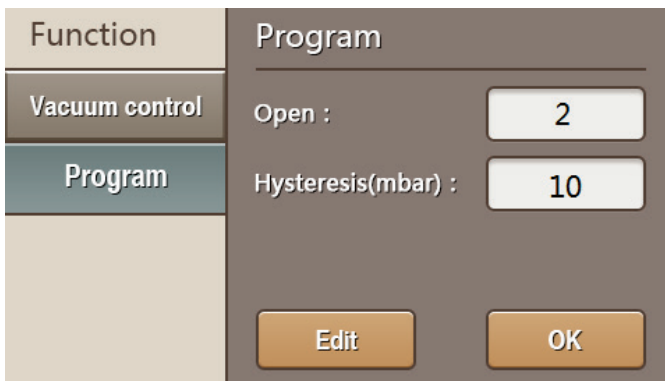 Function
Vacuum control
Program
Program
Open :
2
Hysteresis(mbar) :
10
Edit
OK